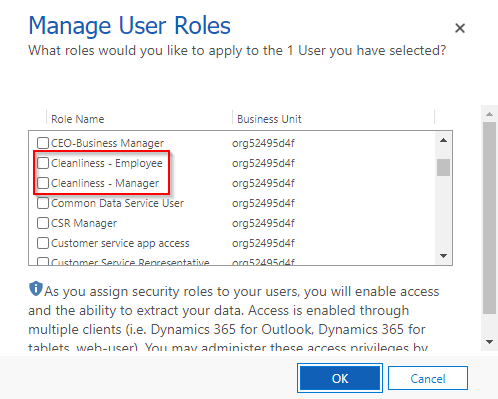 Manage User Roles
What roles would you like to apply to the 1 User you have selected?
Role Name Business Unit
CEO-Business Manager org52495d4f
Cleanliness - Employee org52495d4f
Cleanliness - Manager org52495d4f
Common Data Service User org52495d4f
CSR Manager org52495d4f
Customer service app access org52495d4f
Customer Service Representative org52495d4f
As you assign security roles to your users, you will enable access
and the ability to extract your data. Access is enabled through
multiple clients (i.e. Dynamics 365 for Outlook, Dynamics 365 for
tablets, web-user). You may administer these access privileges by
OK Cancel